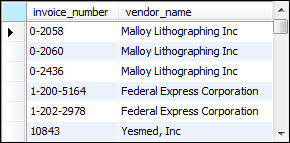 invoice_number vendor_name
0-2058 Malloy Lithographing Inc
0-2060 Malloy Lithographing Inc
0-2436 Malloy Lithographing Inc
1-200-5164 Federal Express Corporation
1-202-2978 Federal Express Corporation
10843 Yesmed, Inc